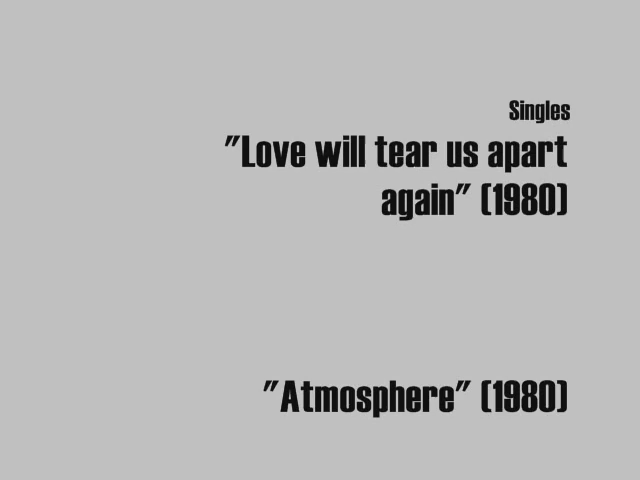 Singles
"Love will tear us apart
again" (1980)
"Atmosphere" (1980)